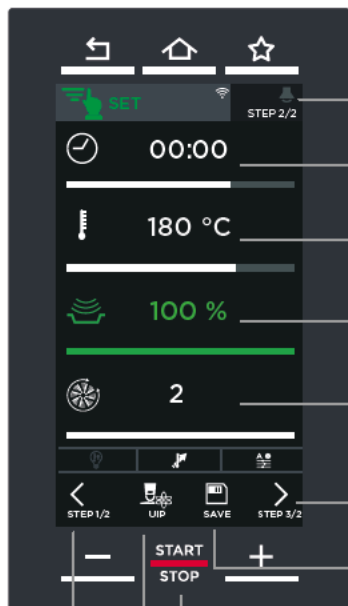 SET
STEP 2/2
00:00
180 °C
100 %
2
STEP 1/2
UIP
SAVE
STEP 3/2
START
STOP